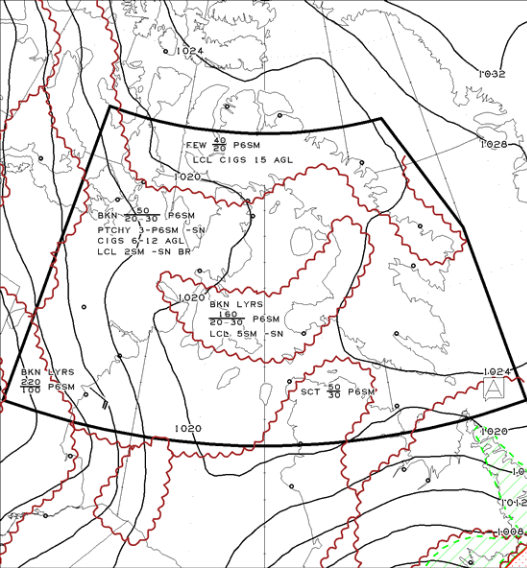 1024
1032
1028
FEW 40/20 P6SM
LCL CIGS 15 AGL
1020
BKN 50/20-30 P6SM
PTCHY 3-P6SM -SN
CIGS 6-12 AGL
LCL 2SM -SN BR
1020
BKN LYRS
160/20-30 P6SM
LCL 5SM -SN
BKN LYRS
220/100 P6SM
1024
SCT 50/30 P6SM
1020
1020
1012
1008